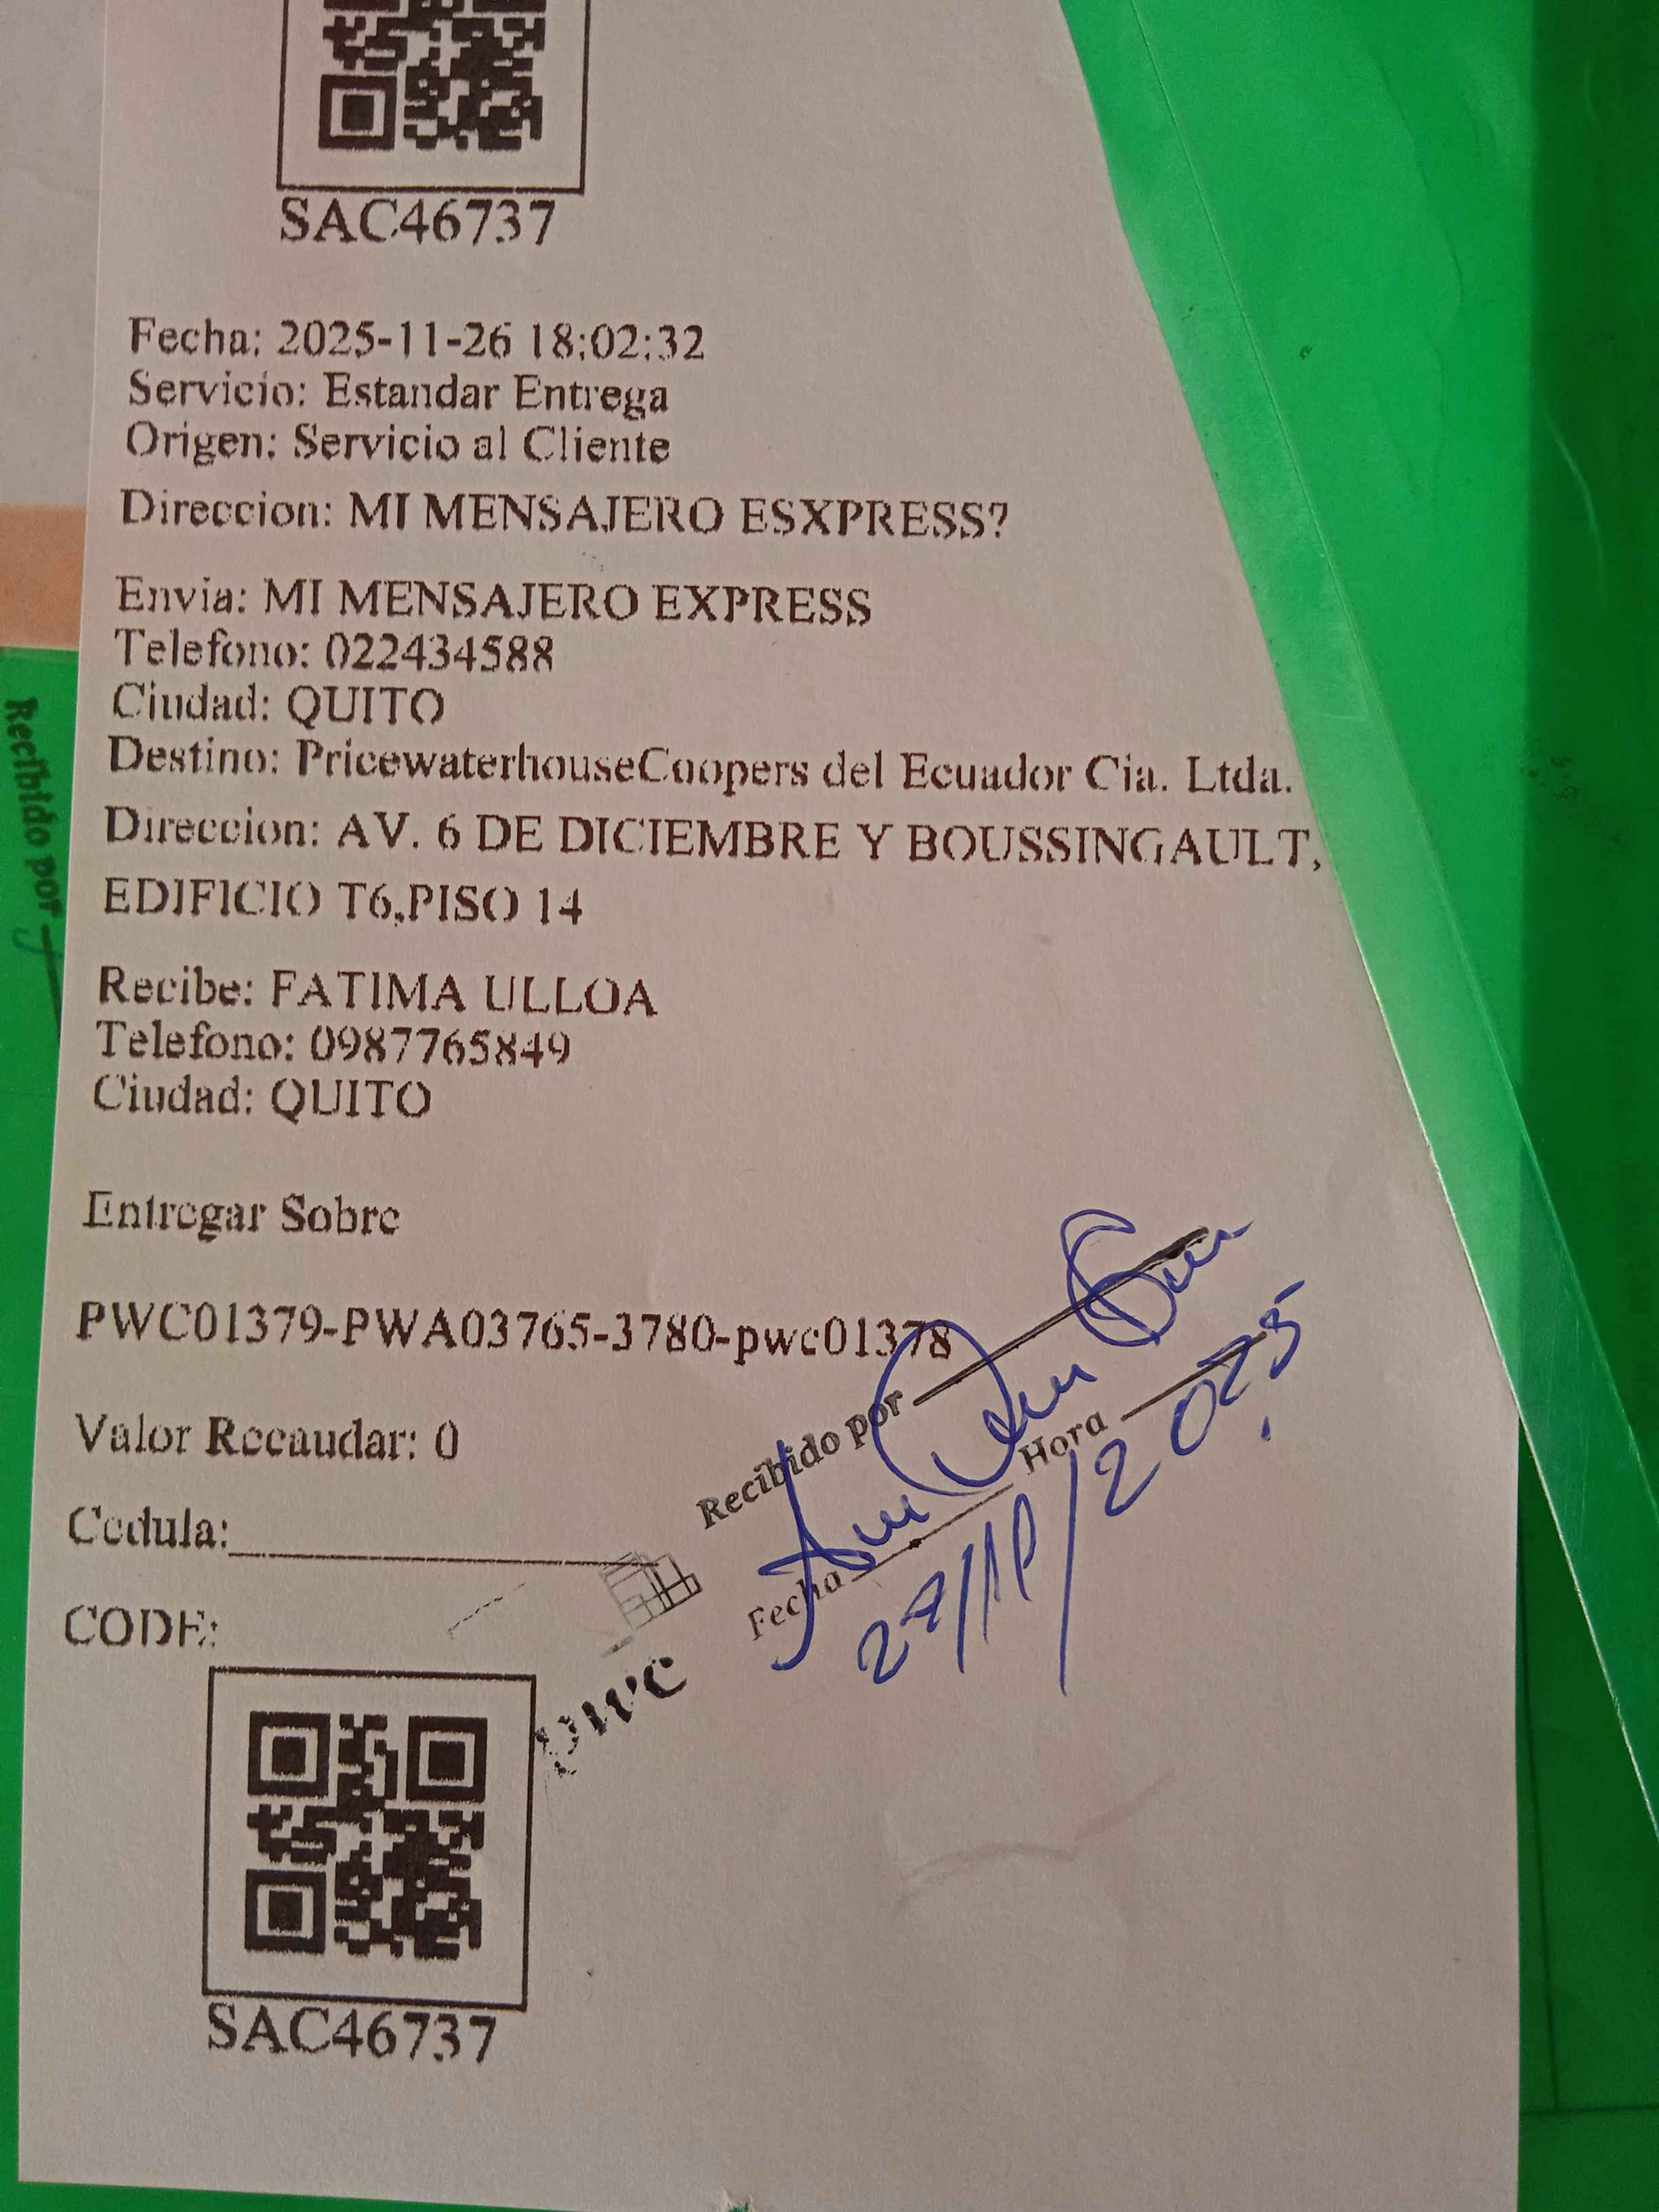 SAC46737
Fecha: 2025-11-26 18:02:32
Servicio: Estandar Entrega
Origen: Servicio al Cliente
Direccion: MI MENSAJERO ESXPRESS?
Envia: MI MENSAJERO EXPRESS
Telefono: 022434588
Ciudad: QUITO
Destino: PricewaterhouseCoopers del Ecuador Cia. Ltda.
Direccion: AV. 6 DE DICIEMBRE Y BOUSSINGAULT,
EDIFICIO T6,PISO 14
Recibe: FATIMA ULLOA
Telefono: 0987765849
Ciudad: QUITO
Entregar Sobre
PWC01379-PWA03765-3780-pwc01378
Valor Recaudar: 0
Cedula:
Recibido por
Fecha Hora
2025
pwc
CODE:
SAC46737
Recibido por